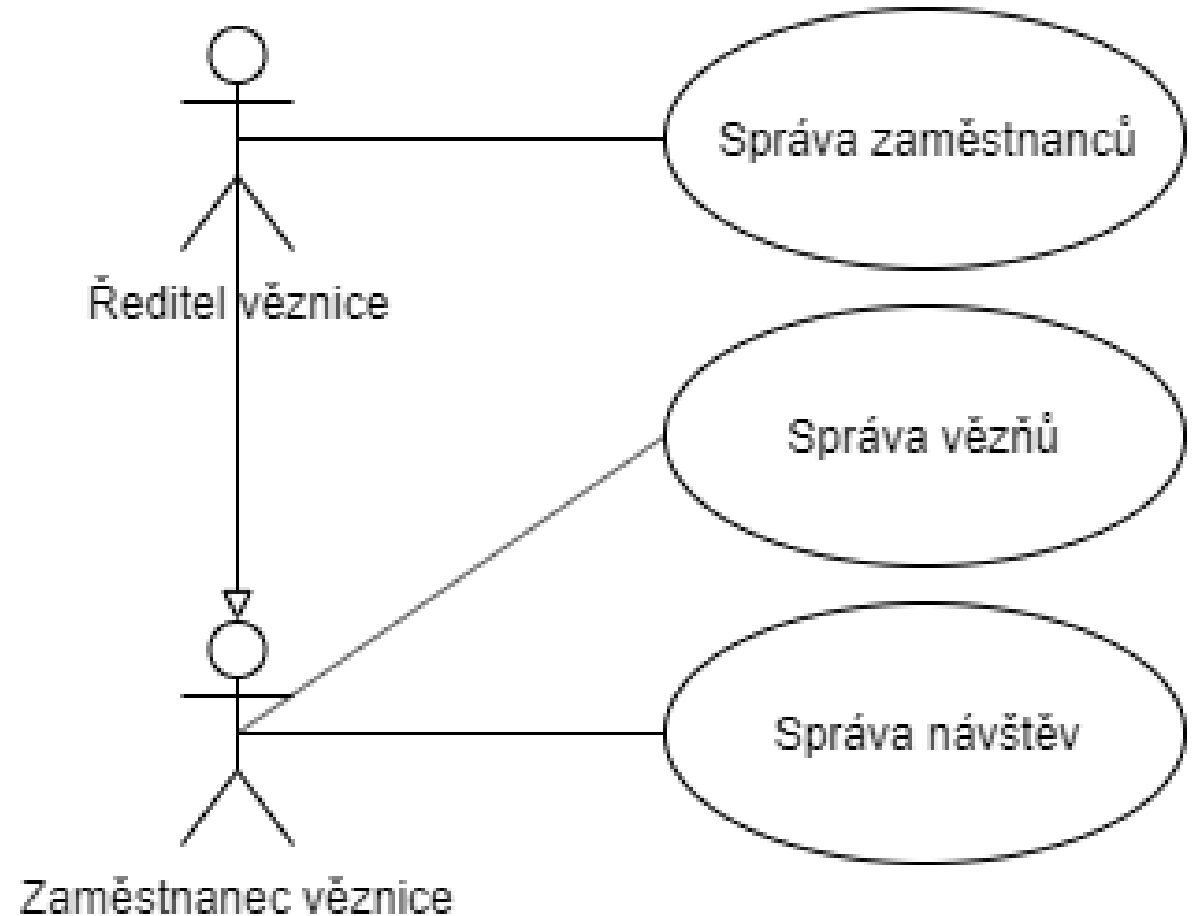 Správa zaměstnanců
Ředitel věznice
Správa vězňů
Správa návštěv
Zaměstnanec věznice